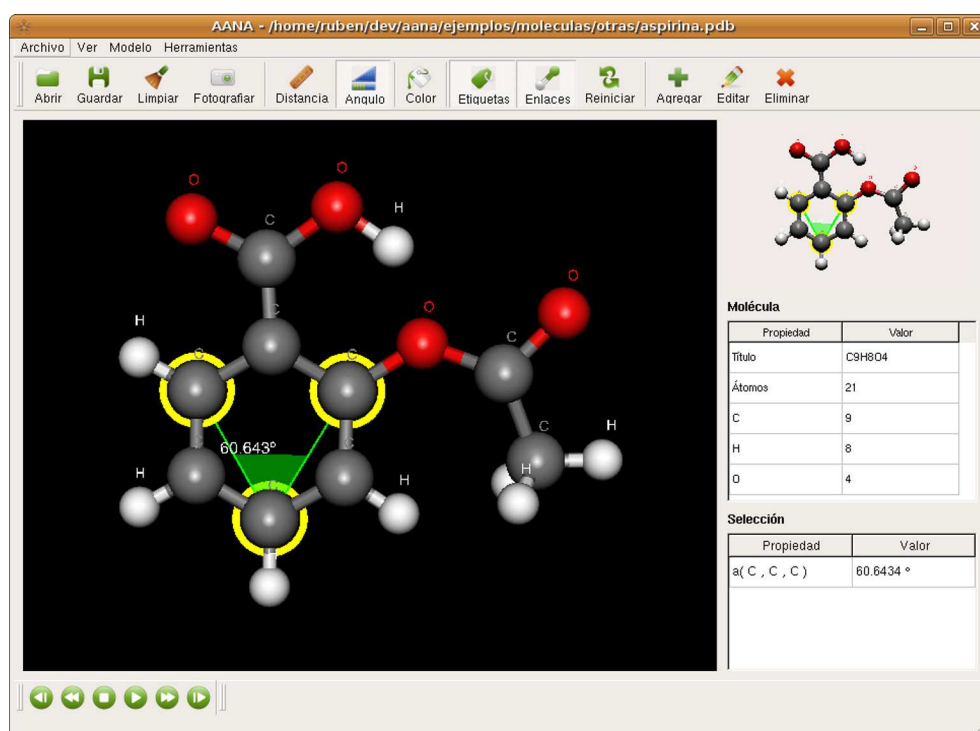 AANA - /home/ruben/dev/aana/ejemplos/moleculas/otras/aspirina.pdb
Archivo Ver Modelo Herramientas
Abrir Guardar Limpiar Fotografiar Distancia Angulo Color Etiquetas Enlaces Reiniciar Agregar Editar Eliminar
O
O
H
C
O
C
O
H
C
C
C
C
H
60.643º
C
C
C
H
H
H
C
Molécula
Propiedad Valor
Título C9H8O4
Átomos 21
C 9
H 8
O 4
Selección
Propiedad Valor
a( C , C , C ) 60.6434 º